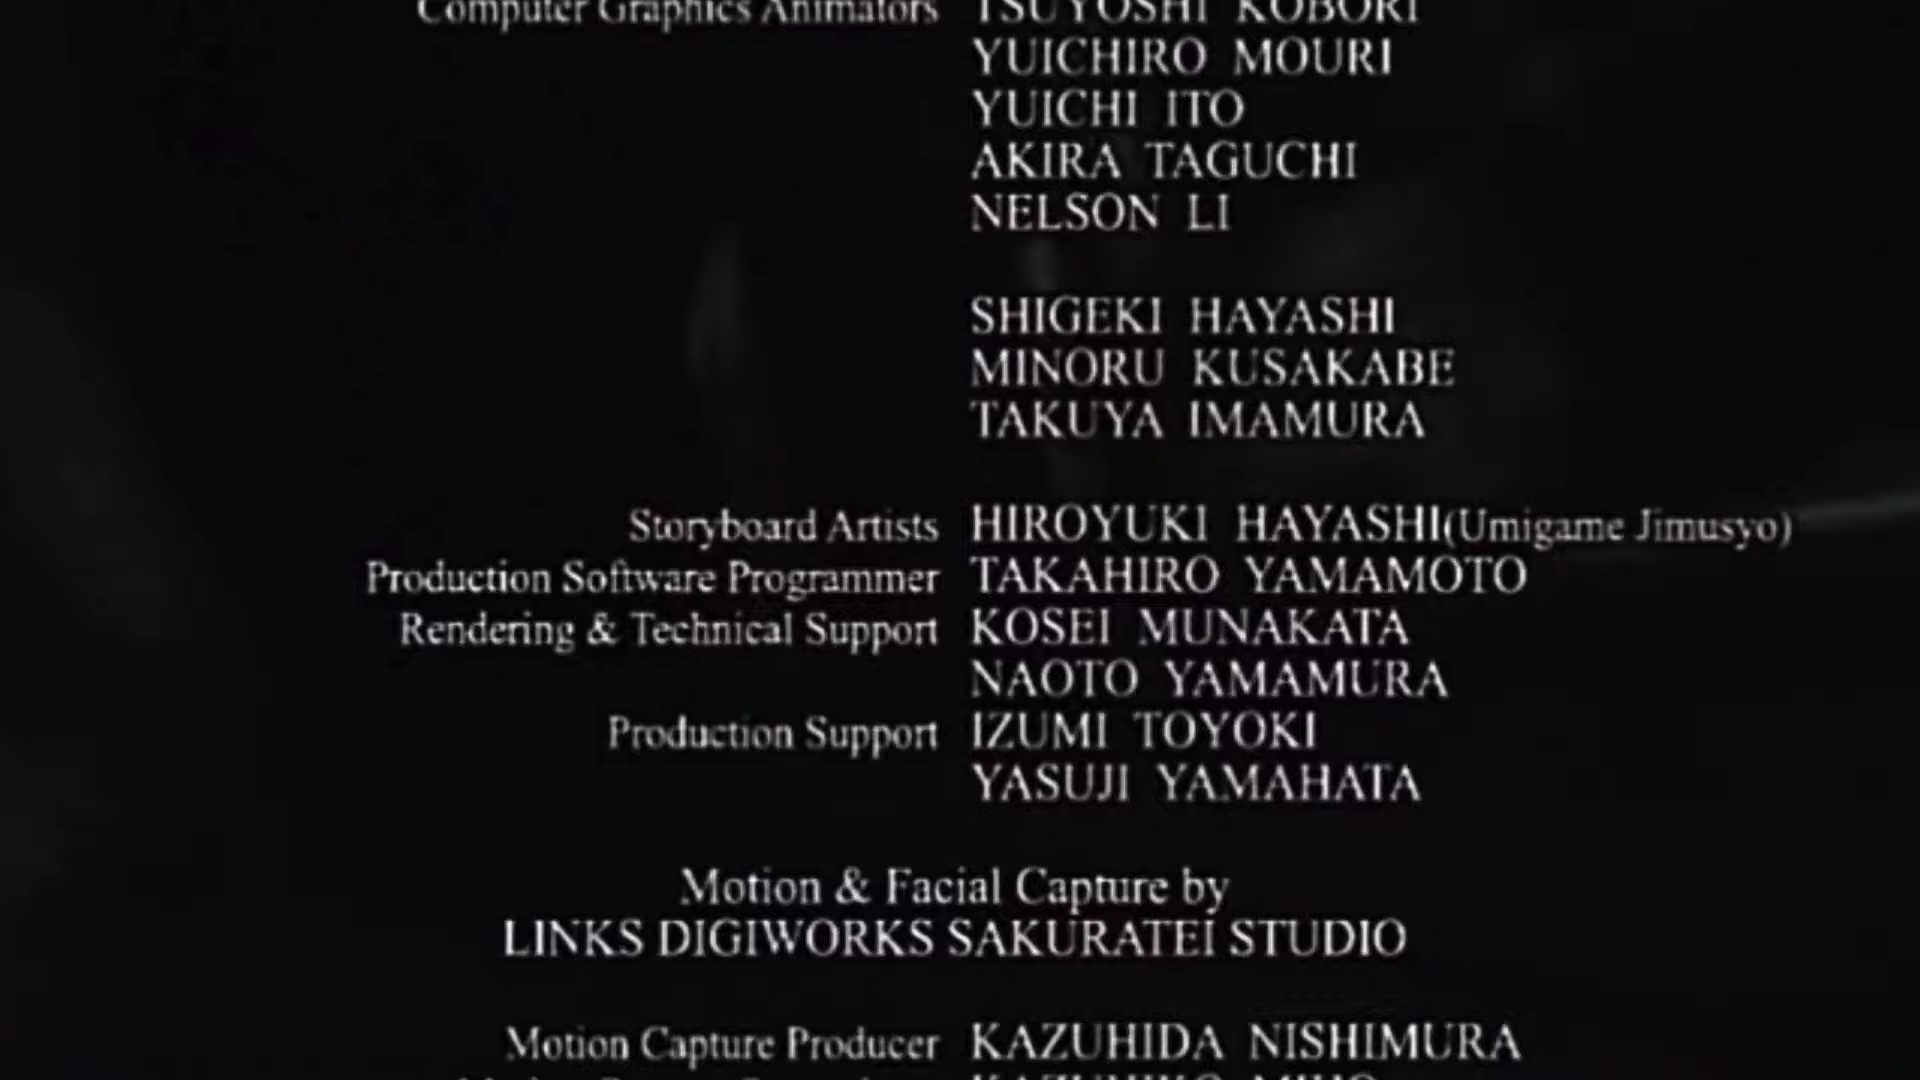 Computer Graphics Animators TSUYOSHI KOBORI
YUICHIRO MOURI
YUICHI ITO
AKIRA TAGUCHI
NELSON LI
SHIGEKI HAYASHI
MINORU KUSAKABE
TAKUYA IMAMURA
Storyboard Artists HIROYUKI HAYASHI(Umigame Jimusyo)
Production Software Programmer TAKAHIRO YAMAMOTO
Rendering & Technical Support KOSEI MUNAKATA
NAOTO YAMAMURA
Production Support IZUMI TOYOKI
YASUJI YAMAHATA
Motion & Facial Capture by
LINKS DIGIWORKS SAKURATEI STUDIO
Motion Capture Producer KAZUHIDA NISHIMURA